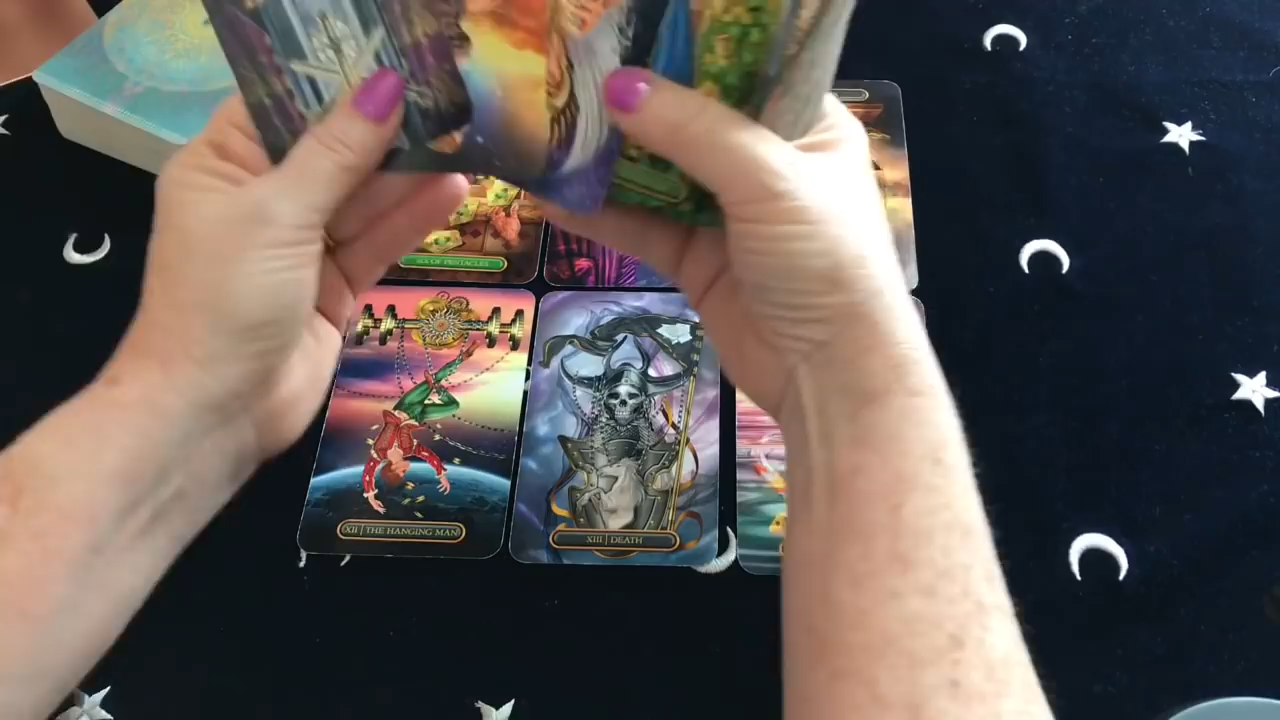 SIX OF PENTACLES
XII | THE HANGING MAN
XIII | DEATH